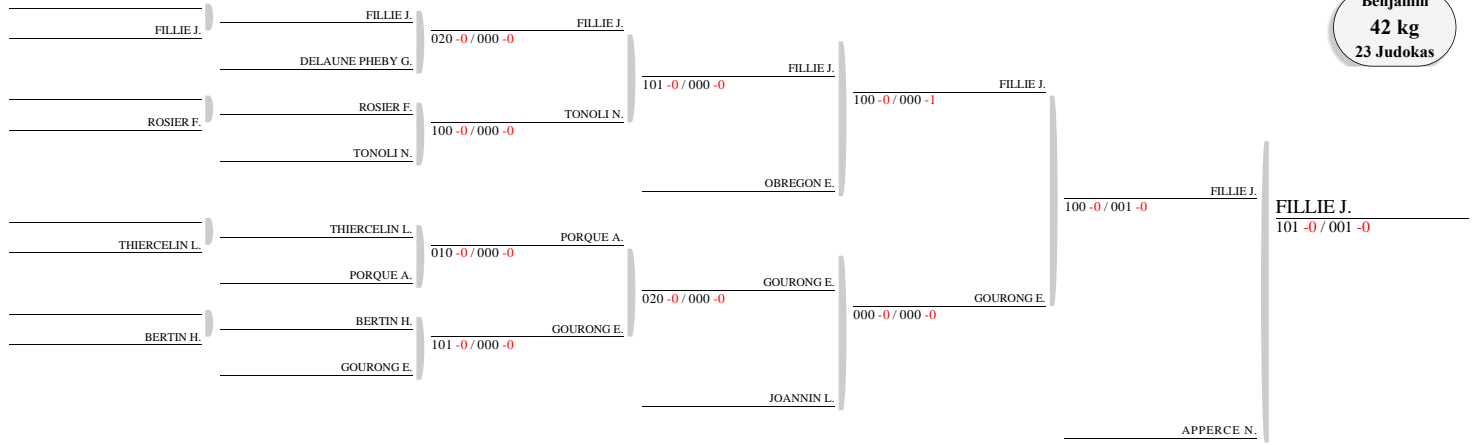 Benjamin
42 kg
23 Judokas
FILLIE J.
ROSIER F.
THIERCELIN L.
BERTIN H.
FILLIE J.
DELAUNE PHEBY G.
ROSIER F.
TONOLI N.
THIERCELIN L.
PORQUE A.
BERTIN H.
GOURONG E.
FILLIE J.
020 -0 / 000 -0
TONOLI N.
100 -0 / 000 -0
PORQUE A.
010 -0 / 000 -0
GOURONG E.
101 -0 / 000 -0
FILLIE J.
101 -0 / 000 -0
OBREGON E.
GOURONG E.
020 -0 / 000 -0
JOANNIN L.
FILLIE J.
100 -0 / 000 -1
GOURONG E.
000 -0 / 000 -0
FILLIE J.
100 -0 / 001 -0
APPERCE N.
FILLIE J.
101 -0 / 001 -0